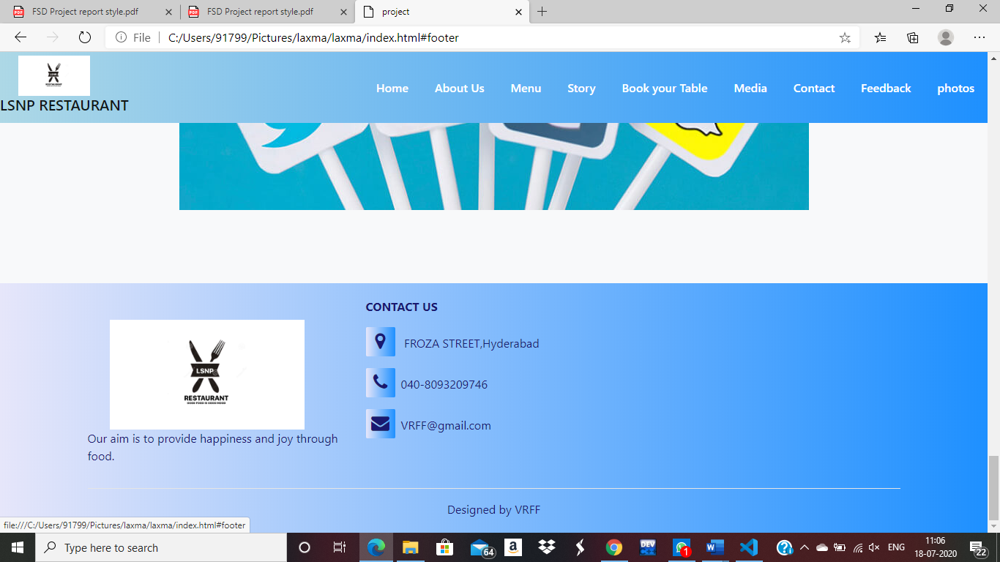 FSD Project report style.pdf
FSD Project report style.pdf
project
File
C:/Users/91799/Pictures/laxma/laxma/index.html#footer
LSNP
RESTAURANT
LSNP RESTAURANT
Home About Us Menu Story Book your Table Media Contact Feedback photos
CONTACT US
FROZA STREET,Hyderabad
040-8093209746
VRFF@gmail.com
LSNP
RESTAURANT
GOOD FOOD IS GOOD MOOD
Our aim is to provide happiness and joy through
food.
Designed by VRFF
file:///C:/Users/91799/Pictures/laxma/laxma/index.html#footer
Type here to search
64
a
DEV
1
W
ENG
11:06
18-07-2020
22